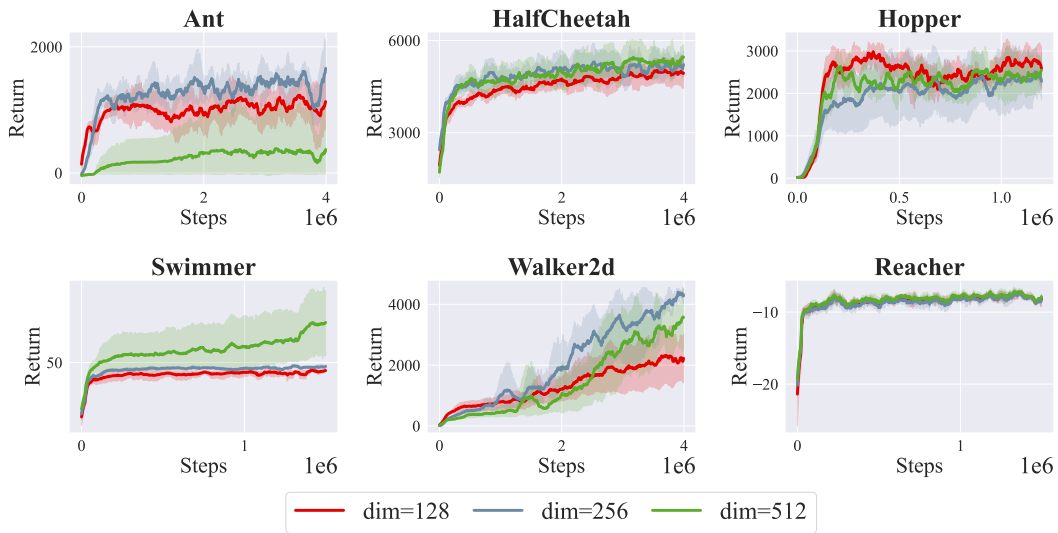 Ant
Return
2000
0
0
2
4
Steps
1e6
HalfCheetah
Return
6000
3000
0
2
4
Steps
1e6
Hopper
Return
3000
2000
1000
0
0.0
0.5
1.0
Steps
1e6
Swimmer
Return
50
0
1
Steps
1e6
Walker2d
Return
4000
2000
0
0
2
4
Steps
1e6
Reacher
Return
−10
−20
0
1
Steps
1e6
dim=128 dim=256 dim=512